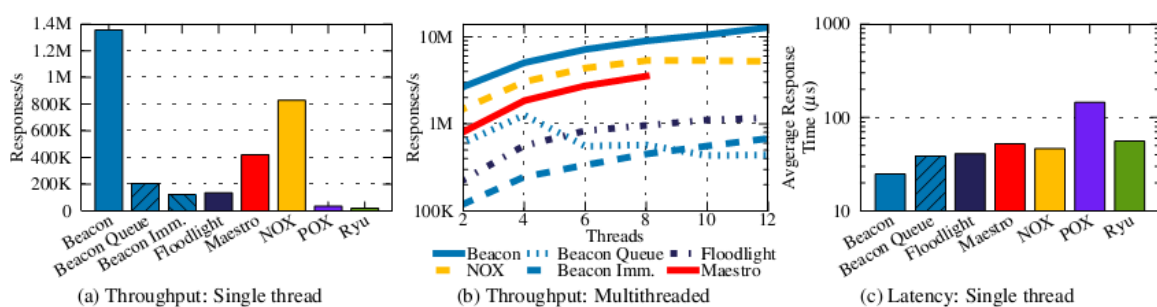 1.4M
1.2M
1M
800K
600K
400K
200K
0
Responses/s
Beacon
Beacon Queue
Beacon Imm.
Floodlight
Maestro
NOX
POX
Ryu
(a) Throughput: Single thread
10M
1M
100K
Responses/s
2 4 6 8 10 12
Threads
Beacon Beacon Queue Floodlight
NOX Beacon Imm. Maestro
(b) Throughput: Multithreaded
1000
100
10
Avgerage Response
Time (μs)
Beacon
Beacon Queue
Floodlight
Maestro
NOX
POX
Ryu
(c) Latency: Single thread